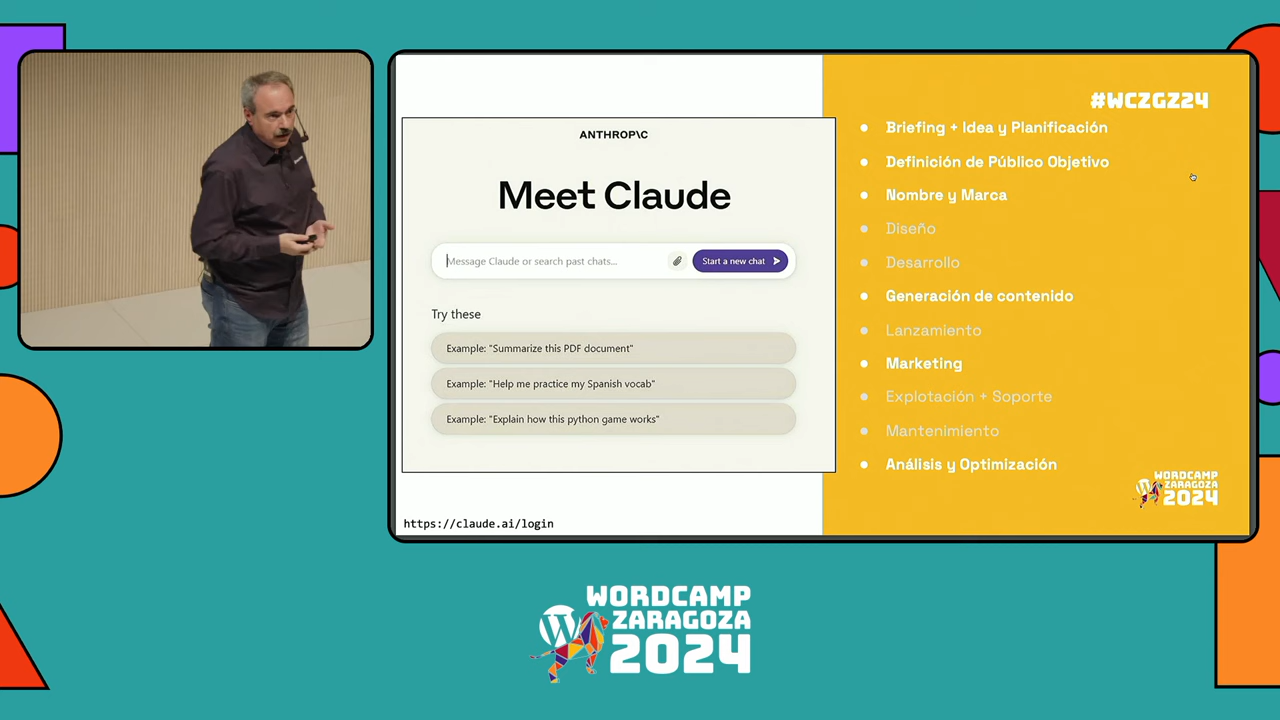 ANTHROP\C
Meet Claude
Message Claude or search past chats...
Start a new chat
Try these
Example: "Summarize this PDF document"
Example: "Help me practice my Spanish vocab"
Example: "Explain how this python game works"
https://claude.ai/login
#WCZGZ24
Briefing + Idea y Planificación
Definición de Público Objetivo
Nombre y Marca
Diseño
Desarrollo
Generación de contenido
Lanzamiento
Marketing
Explotación + Soporte
Mantenimiento
Análisis y Optimización
WORDCAMP
ZARAGOZA
2024
WORDCAMP
ZARAGOZA
2024